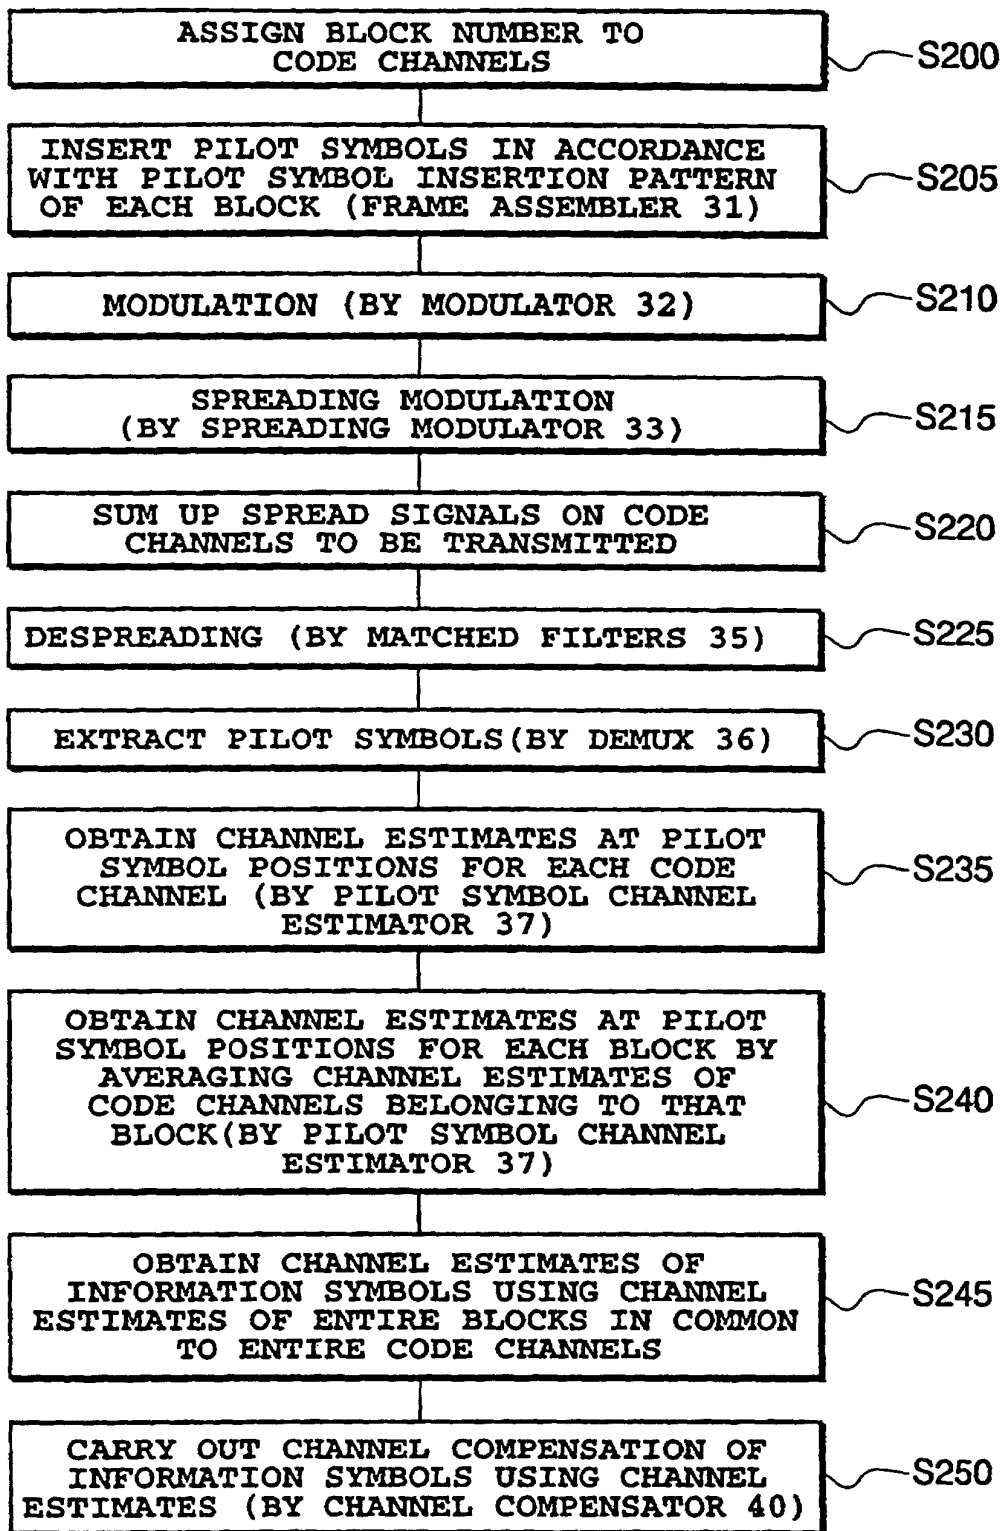 ASSIGN BLOCK NUMBER TO
CODE CHANNELS
S200
INSERT PILOT SYMBOLS IN ACCORDANCE
WITH PILOT SYMBOL INSERTION PATTERN
OF EACH BLOCK (FRAME ASSEMBLER 31)
S205
MODULATION (BY MODULATOR 32)
S210
SPREADING MODULATION
(BY SPREADING MODULATOR 33)
S215
SUM UP SPREAD SIGNALS ON CODE
CHANNELS TO BE TRANSMITTED
S220
DESPREADING (BY MATCHED FILTERS 35)
S225
EXTRACT PILOT SYMBOLS(BY DEMUX 36)
S230
OBTAIN CHANNEL ESTIMATES AT PILOT
SYMBOL POSITIONS FOR EACH CODE
CHANNEL (BY PILOT SYMBOL CHANNEL
ESTIMATOR 37)
S235
OBTAIN CHANNEL ESTIMATES AT PILOT
SYMBOL POSITIONS FOR EACH BLOCK BY
AVERAGING CHANNEL ESTIMATES OF
CODE CHANNELS BELONGING TO THAT
BLOCK(BY PILOT SYMBOL CHANNEL
ESTIMATOR 37)
S240
OBTAIN CHANNEL ESTIMATES OF
INFORMATION SYMBOLS USING CHANNEL
ESTIMATES OF ENTIRE BLOCKS IN COMMON
TO ENTIRE CODE CHANNELS
S245
CARRY OUT CHANNEL COMPENSATION OF
INFORMATION SYMBOLS USING CHANNEL
ESTIMATES (BY CHANNEL COMPENSATOR 40)
S250